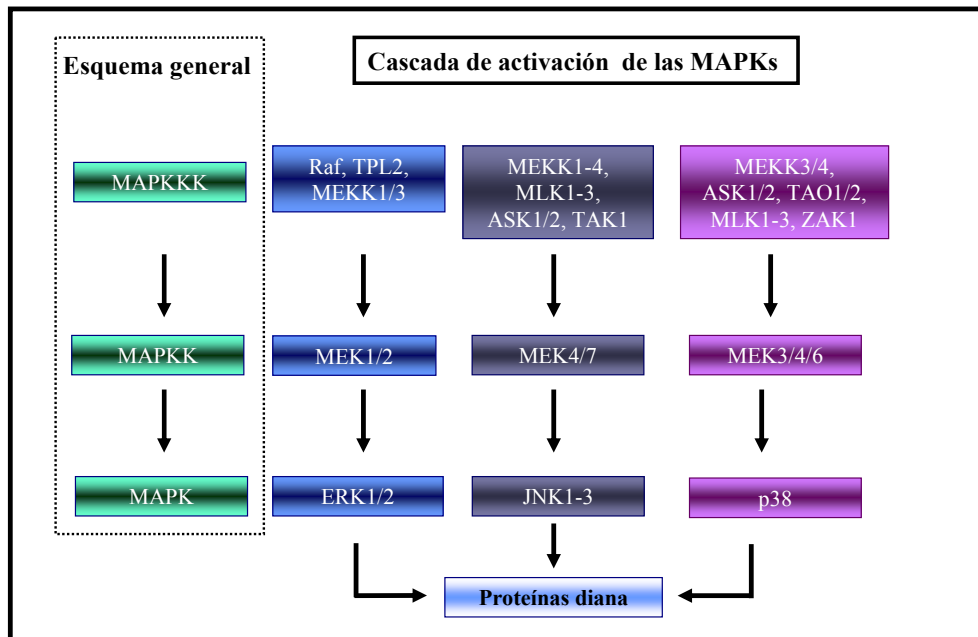 Esquema general
Cascada de activación de las MAPKs
MAPKKK
Raf, TPL2,
MEKK1/3
MEKK1-4,
MLK1-3,
ASK1/2, TAK1
MEKK3/4,
ASK1/2, TAO1/2,
MLK1-3, ZAK1
MAPKK
MEK1/2
MEK4/7
MEK3/4/6
MAPK
ERK1/2
JNK1-3
p38
Proteínas diana